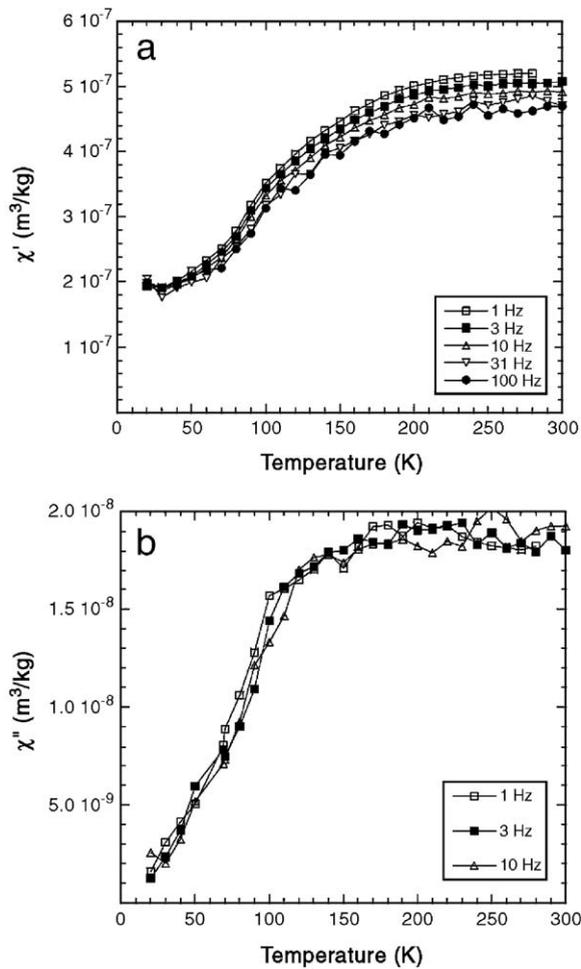 a
6 10⁻⁷
5 10⁻⁷
4 10⁻⁷
3 10⁻⁷
2 10⁻⁷
1 10⁻⁷
χ' (m³/kg)
1 Hz
3 Hz
10 Hz
31 Hz
100 Hz
0 50 100 150 200 250 300
Temperature (K)
b
2.0 10⁻⁸
1.5 10⁻⁸
1.0 10⁻⁸
5.0 10⁻⁹
χ" (m³/kg)
1 Hz
3 Hz
10 Hz
0 50 100 150 200 250 300
Temperature (K)